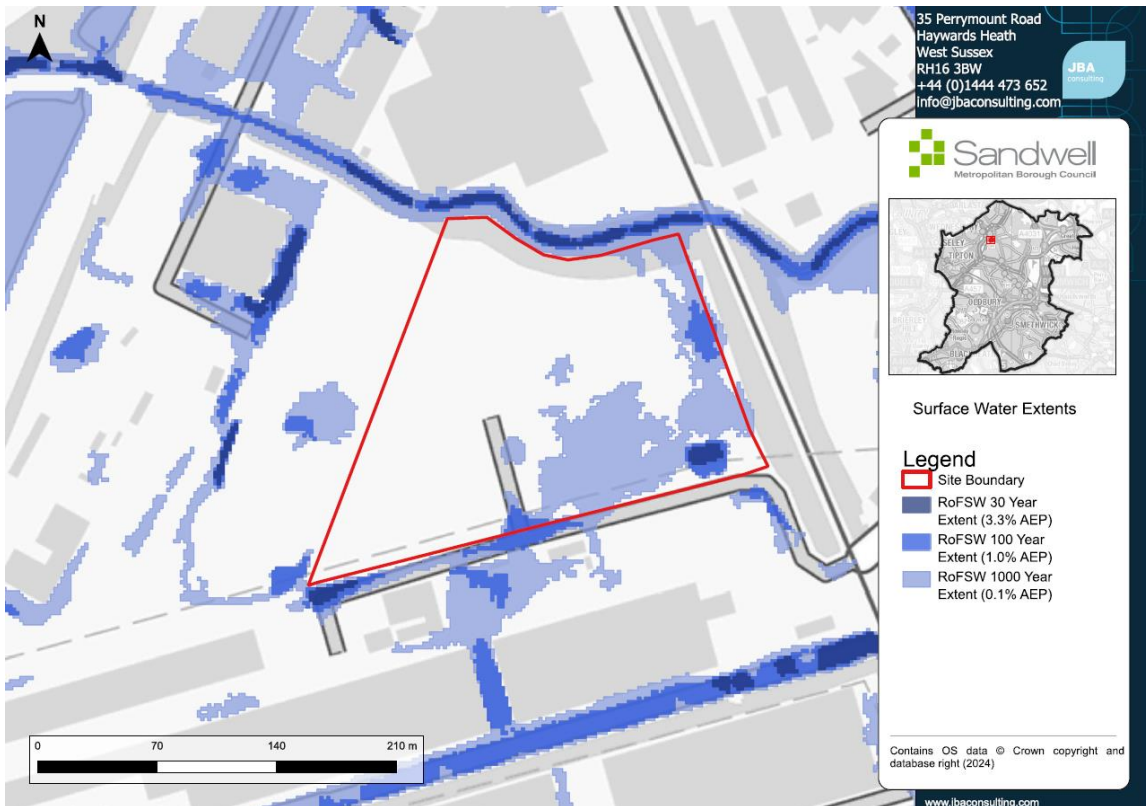 N
35 Perrymount Road
Haywards Heath
West Sussex
RH16 3BW
+44 (0)1444 473 652
info@jbaconsulting.com
JBA
consulting
Sandwell
Metropolitan Borough Council
TIPTON
SMETHWICK
Surface Water Extents
Legend
Site Boundary
RoFSW 30 Year
Extent (3.3% AEP)
RoFSW 100 Year
Extent (1.0% AEP)
RoFSW 1000 Year
Extent (0.1% AEP)
0 70 140 210 m
Contains OS data © Crown copyright and
database right (2024)
www.jbaconsulting.com